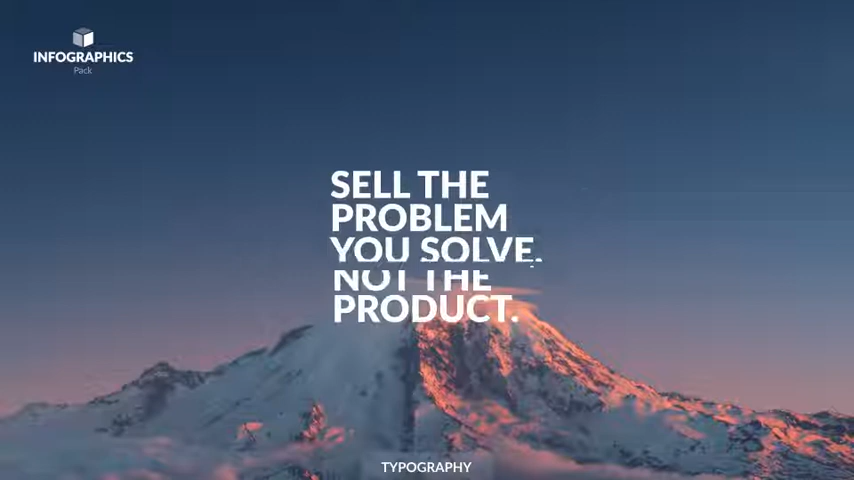 INFOGRAPHICS
Pack
SELL THE
PROBLEM
YOU SOLVE.
NOT THE
PRODUCT.
TYPOGRAPHY